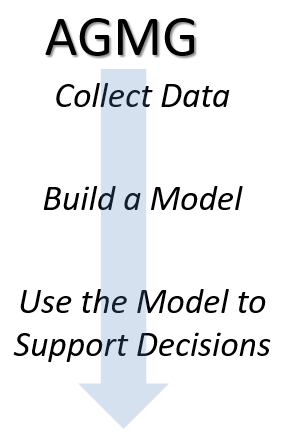 AGMG
Collect Data
Build a Model
Use the Model to
Support Decisions